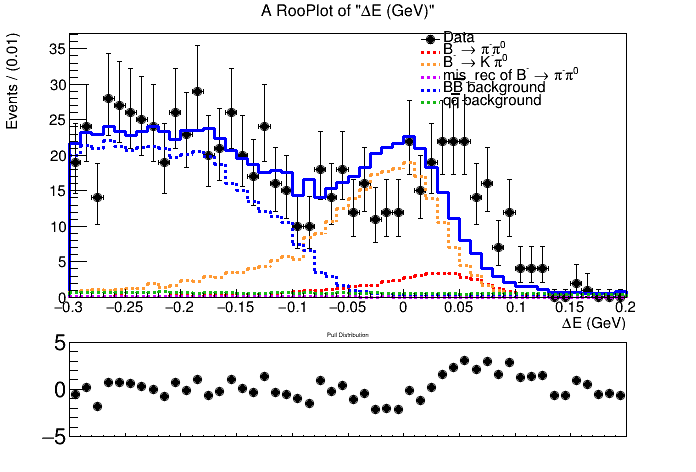 A RooPlot of "ΔE (GeV)"
Events / (0.01)
35
30
25
20
15
10
5
0
Data
B⁻ → π⁻π⁰
B⁻ → K⁻π⁰
mis_rec of B⁻ → π⁻π⁰
BB̄ background
qq̄ background
−0.3 −0.25 −0.2 −0.15 −0.1 −0.05 0 0.05 0.1 0.15 0.2
ΔE (GeV)
Pull Distribution
5
0
−5